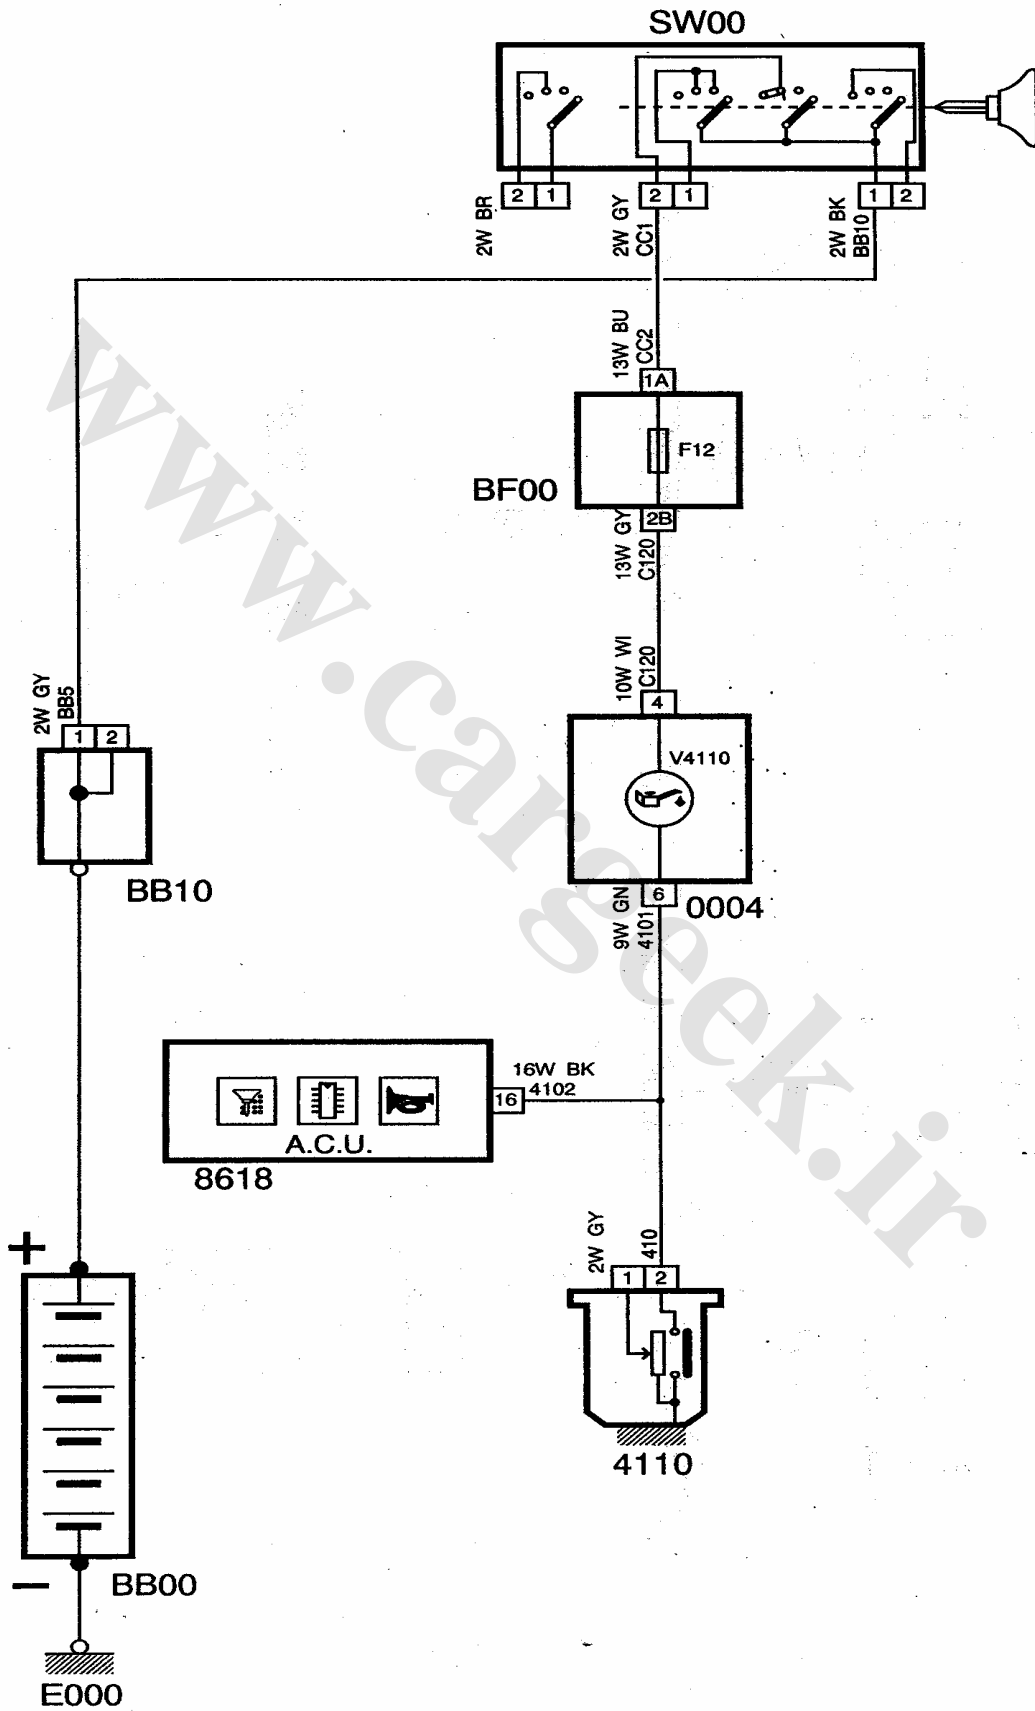 SW00
2 1
2 1
1 2
2W BR
2W GY
CC1
2W BK
BB10
13W BU
CC2
1A
F12
BF00
2B
13W GY
C120
10W WI
C120
4
V4110
2W GY
BB5
1 2
BB10
6
0004
9W GN
4101
16W BK
4102
16
A.C.U.
8618
2W GY
410
1 2
4110
+
−
BB00
E000
www.cargeek.ir